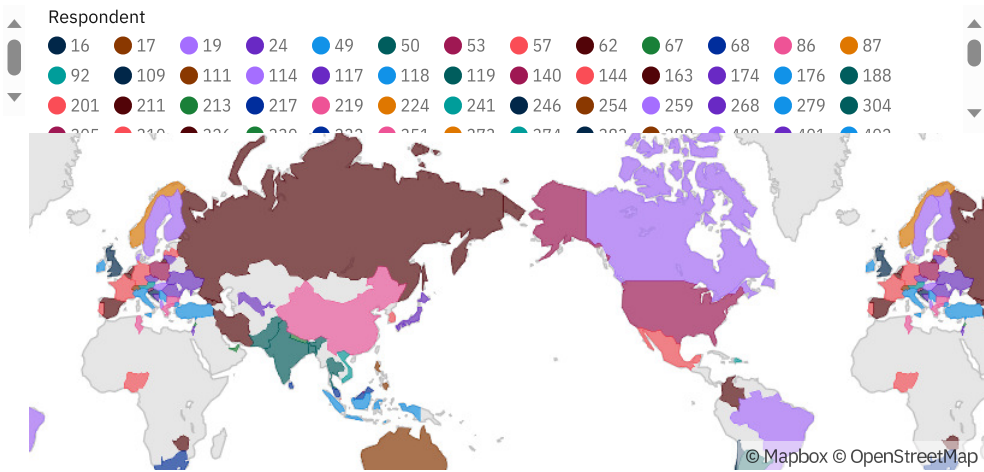 Respondent
16 17 19 24 49 50 53 57 62 67 68 86 87
92 109 111 114 117 118 119 140 144 163 174 176 188
201 211 213 217 219 224 241 246 254 259 268 279 304
© Mapbox © OpenStreetMap